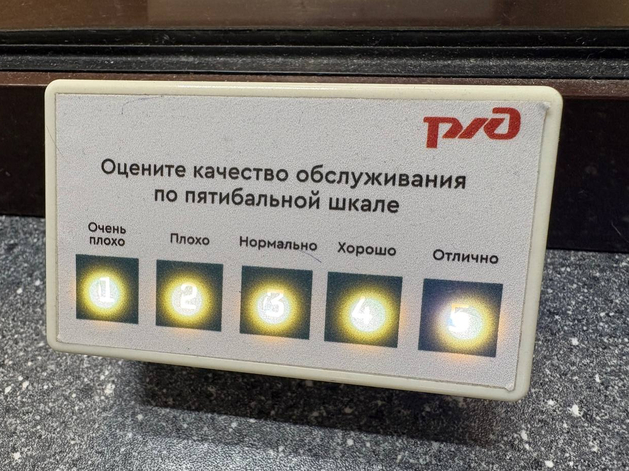 РЖД
Оцените качество обслуживания
по пятибальной шкале
Очень
плохо
Плохо
Нормально
Хорошо
Отлично
1 2 3 4 5